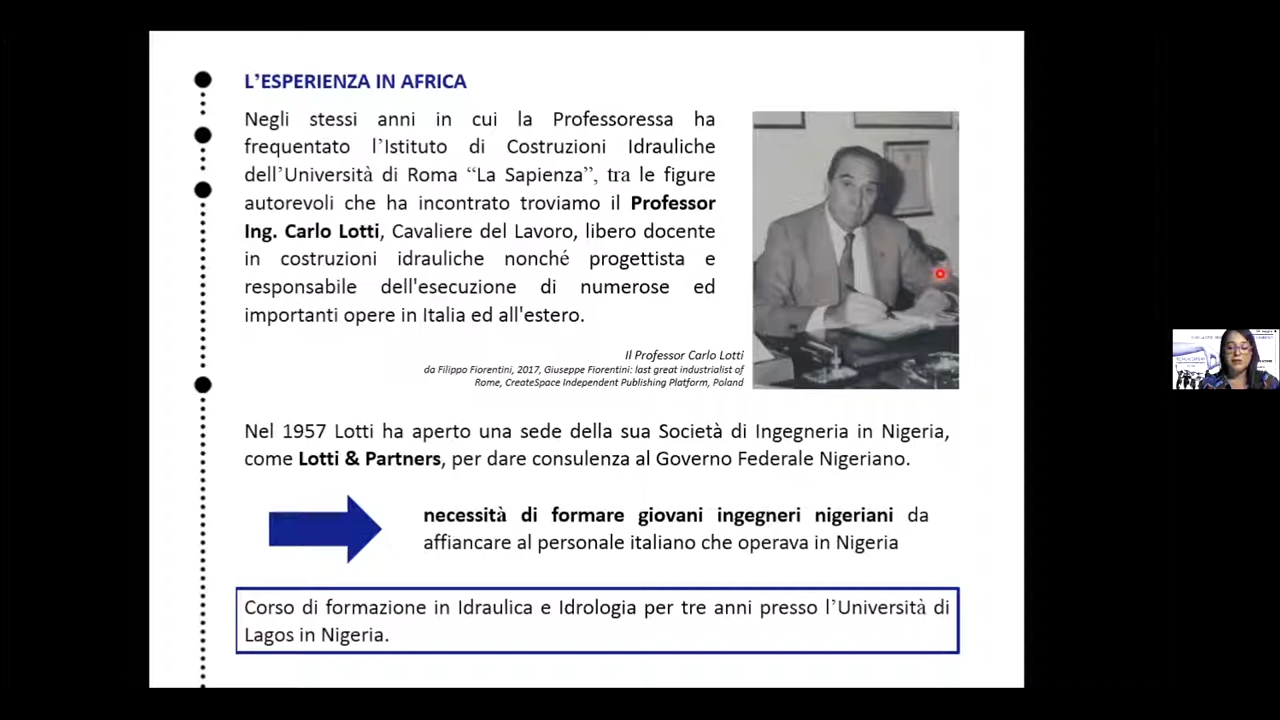 L’ESPERIENZA IN AFRICA
Negli stessi anni in cui la Professoressa ha
frequentato l’Istituto di Costruzioni Idrauliche
dell’Università di Roma “La Sapienza”, tra le figure
autorevoli che ha incontrato troviamo il Professor
Ing. Carlo Lotti, Cavaliere del Lavoro, libero docente
in costruzioni idrauliche nonché progettista e
responsabile dell'esecuzione di numerose ed
importanti opere in Italia ed all'estero.
Il Professor Carlo Lotti
da Filippo Fiorentini, 2017, Giuseppe Fiorentini: last great industrialist of
Rome, CreateSpace Independent Publishing Platform, Poland
Nel 1957 Lotti ha aperto una sede della sua Società di Ingegneria in Nigeria,
come Lotti & Partners, per dare consulenza al Governo Federale Nigeriano.
necessità di formare giovani ingegneri nigeriani da
affiancare al personale italiano che operava in Nigeria
Corso di formazione in Idraulica e Idrologia per tre anni presso l’Università di
Lagos in Nigeria.